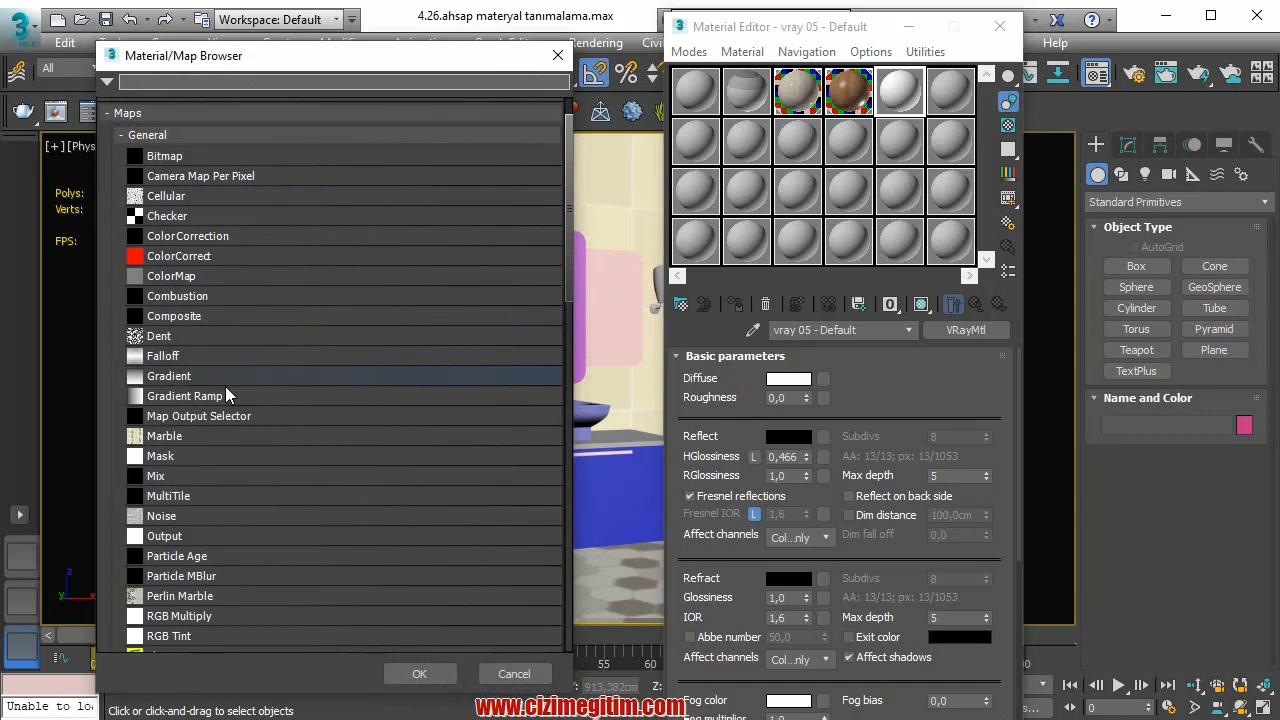 Workspace: Default
4.26.ahsap materyal tanımlama.max
Material Editor - vray 05 - Default
Material/Map Browser
Modes Material Navigation Options Utilities
Edit
Rendering
Help
All
- Maps
- General
Bitmap
Camera Map Per Pixel
Cellular
Checker
ColorCorrection
ColorCorrect
ColorMap
Combustion
Composite
Dent
Falloff
Gradient
Gradient Ramp
Map Output Selector
Marble
Mask
Mix
MultiTile
Noise
Output
Particle Age
Particle MBlur
Perlin Marble
RGB Multiply
RGB Tint
OK Cancel
[+] [Phys
Polys:
Verts:
FPS:
z
x
y
vray 05 - Default VRayMtl
Basic parameters
Diffuse
Roughness 0,0
Reflect Subdivs 8
HGlossiness L 0,466 AA: 13/13; px: 13/1053
RGlossiness 1,0 Max depth 5
Fresnel reflections Reflect on back side
Fresnel IOR L 1,6 Dim distance 100,0cm
Affect channels Col...nly Dim fall off 0,0
Refract Subdivs 8
Glossiness 1,0 AA: 13/13; px: 13/1053
IOR 1,6 Max depth 5
Abbe number 50,0 Exit color
Affect channels Col...nly Affect shadows
Fog color Fog bias 0,0
Standard Primitives
Object Type
AutoGrid
Box Cone
Sphere GeoSphere
Cylinder Tube
Torus Pyramid
Teapot Plane
TextPlus
Name and Color
55 60
913,382cm Z:
0
Unable to lo
Click or click-and-drag to select objects
www.cizimegitim.com